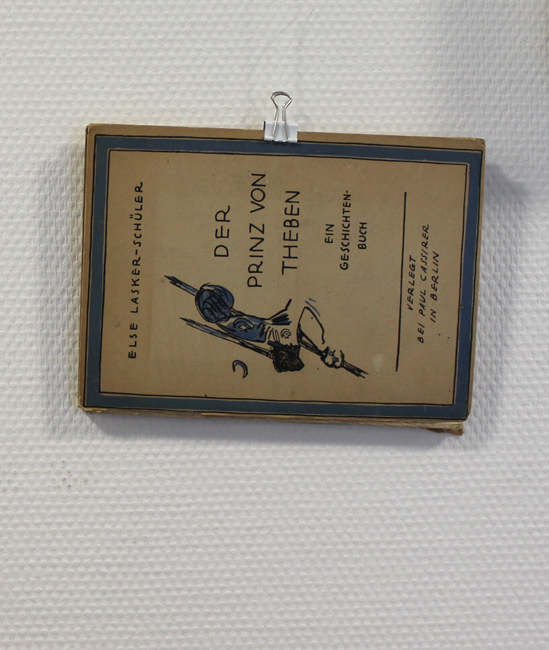 ELSE LASKER-SCHÜLER
DER
PRINZ VON
THEBEN
EIN
GESCHICHTEN-
BUCH
VERLEGT
BEI PAUL CASSIRER
IN BERLIN